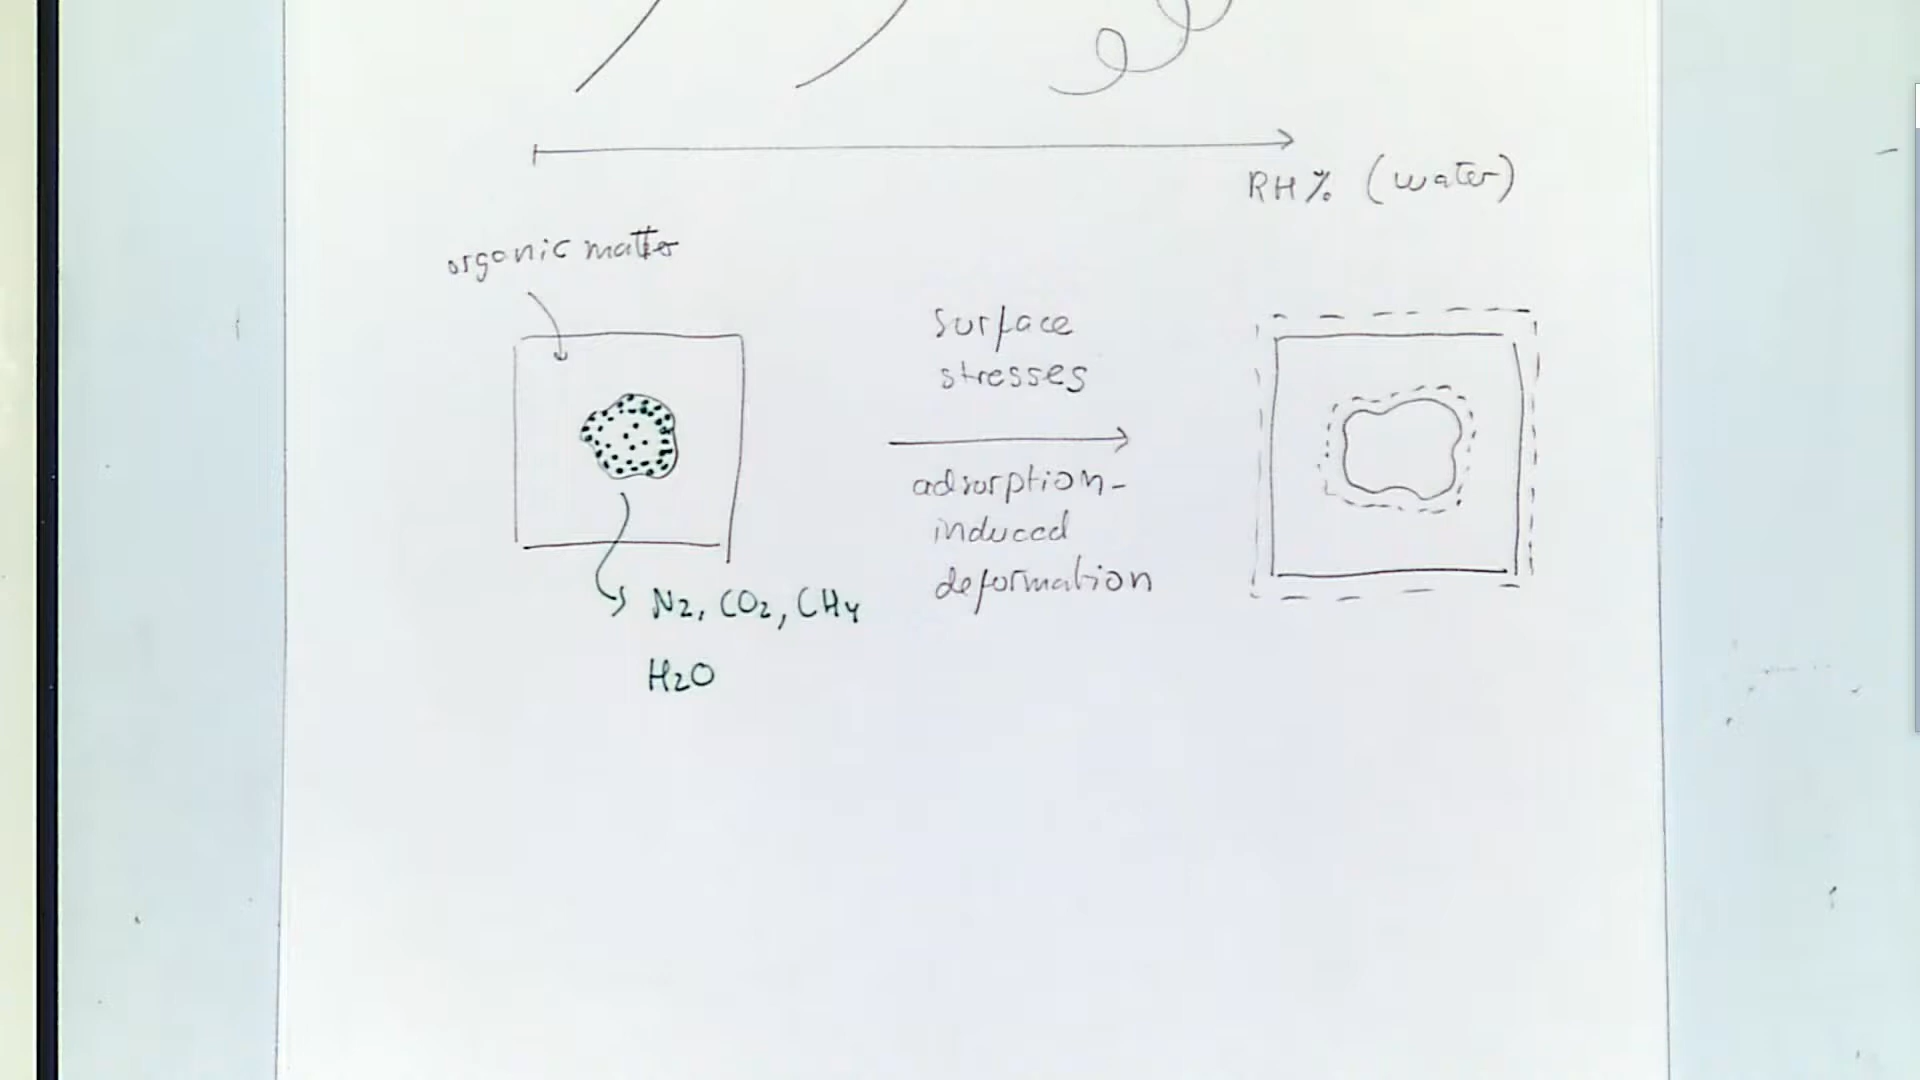 RH% (water)
organic matter
surface
stresses
adsorption-
induced
deformation
N2, CO2, CH4
H2O